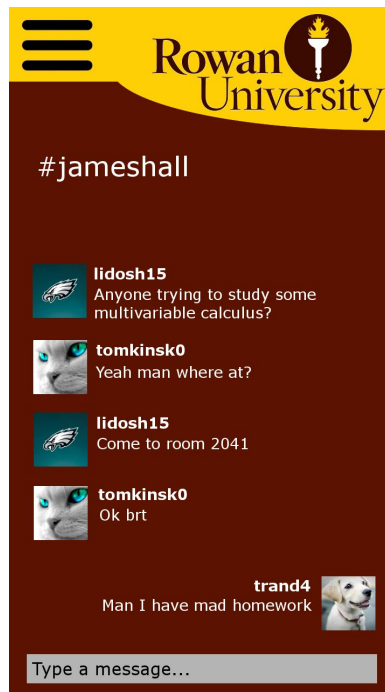 Rowan
University
#jameshall
lidosh15
Anyone trying to study some
multivariable calculus?
tomkinsk0
Yeah man where at?
lidosh15
Come to room 2041
tomkinsk0
Ok brt
trand4
Man I have mad homework
Type a message...